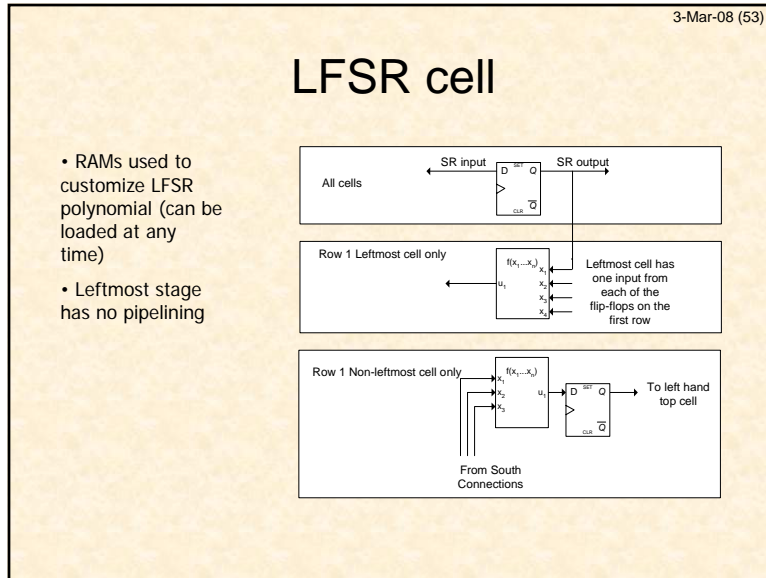 3-Mar-08 (53)
LFSR cell
• RAMs used to
customize LFSR
polynomial (can be
loaded at any
time)
• Leftmost stage
has no pipelining
All cells
SR input
D SET Q
CLR Q
SR output
Row 1 Leftmost cell only
f(x1...xn)
u1
x1
x2
x3
x4
Leftmost cell has
one input from
each of the
flip-flops on the
first row
Row 1 Non-leftmost cell only
f(x1...xn)
x1
x2
x3
u1
D SET Q
CLR Q
To left hand
top cell
From South
Connections